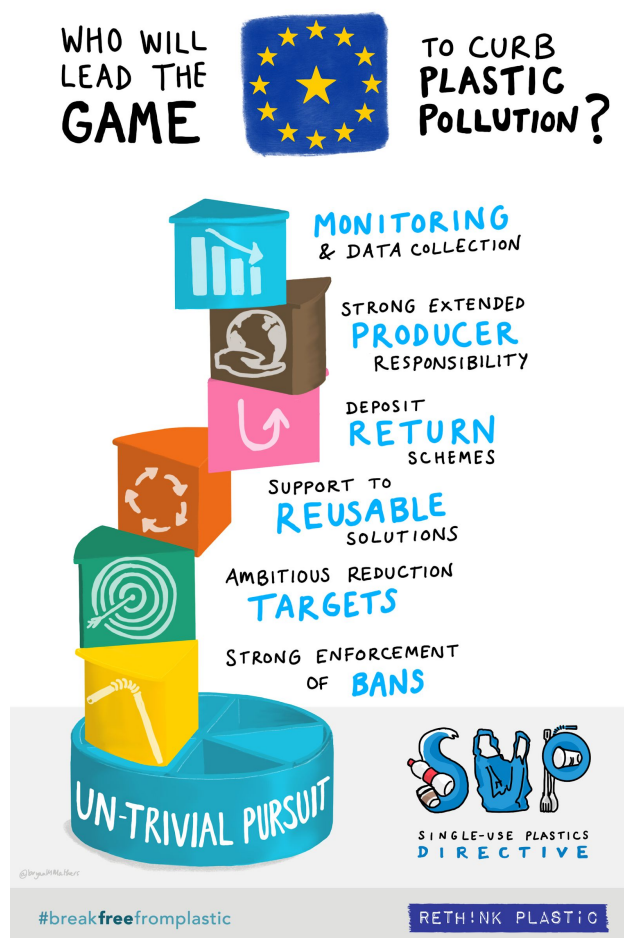 WHO WILL
LEAD THE
GAME
TO CURB
PLASTIC
POLLUTION?
MONITORING
& DATA COLLECTION
STRONG EXTENDED
PRODUCER
RESPONSIBILITY
DEPOSIT
RETURN
SCHEMES
SUPPORT TO
REUSABLE
SOLUTIONS
AMBITIOUS REDUCTION
TARGETS
STRONG ENFORCEMENT
OF BANS
UN-TRIVIAL PURSUIT
SUP
SINGLE-USE PLASTICS
DIRECTIVE
@bryanMMathers
#breakfreefromplastic
RETH!NK PLASTIC